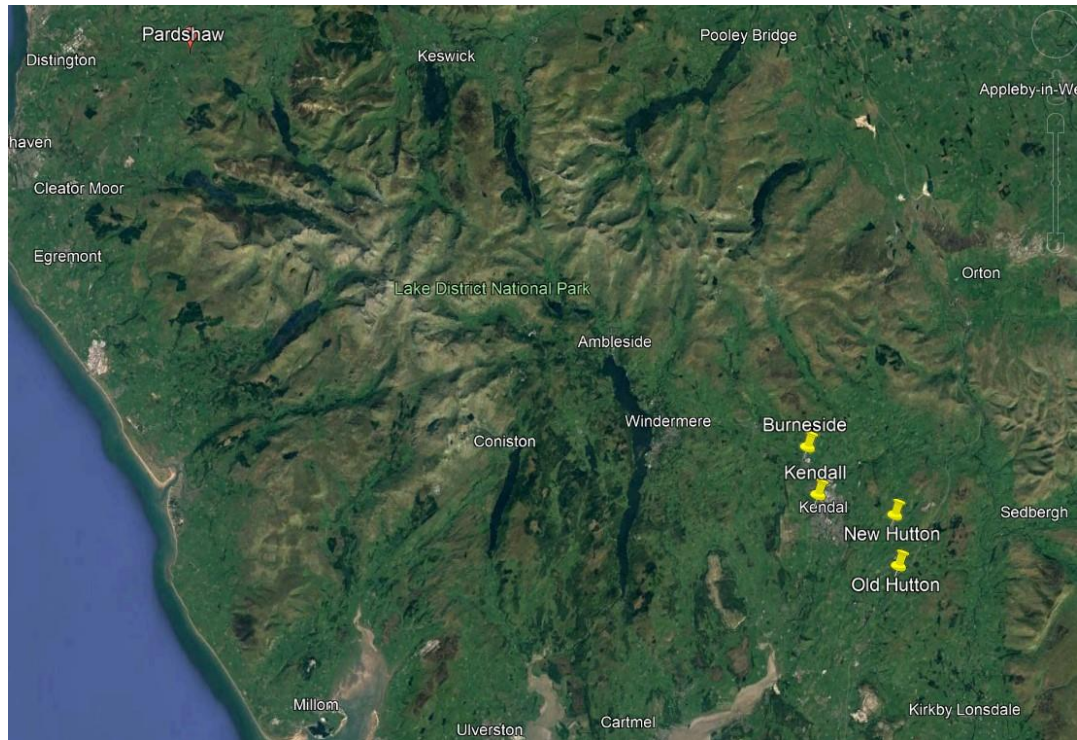 Pardshaw
Pooley Bridge
Distington
Keswick
Appleby-in-We
haven
Cleator Moor
Egremont
Orton
Lake District National Park
Ambleside
Windermere
Burneside
Coniston
Kendall
Kendal
Sedbergh
New Hutton
Old Hutton
Millom
Kirkby Lonsdale
Cartmel
Ulverston